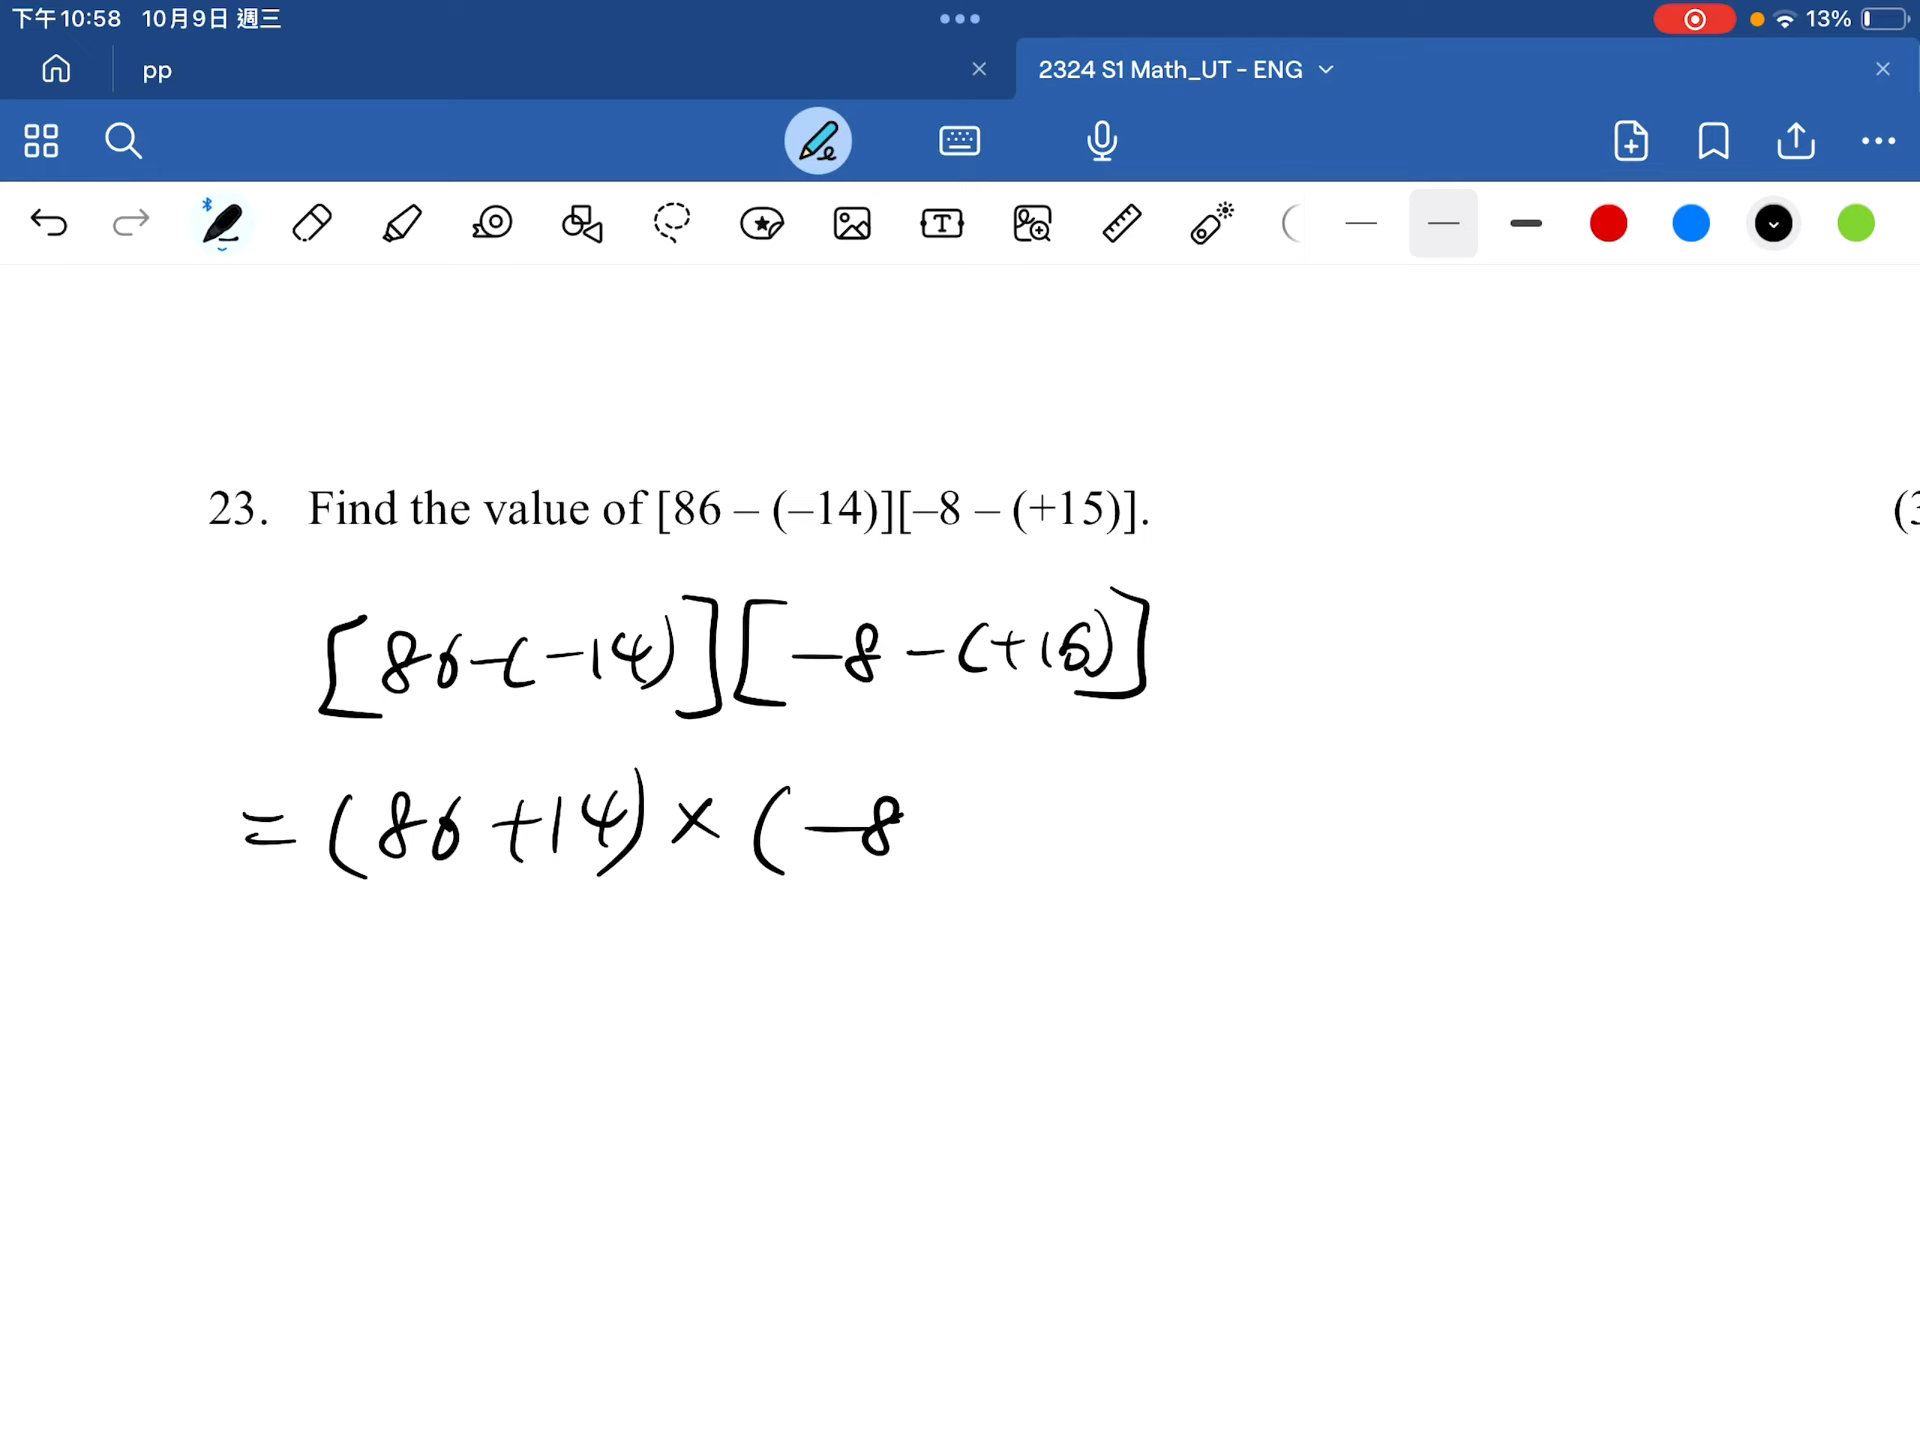 下午10:58 10月9日 週三 13%
pp 2324 S1 Math_UT - ENG
23. Find the value of [86 – (–14)][–8 – (+15)]. (3
[86-(-14)][-8-(+15)]
=(86+14)×(-8